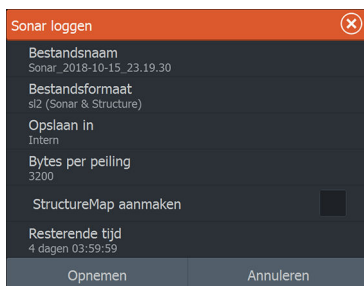 Sonar loggen
Bestandsnaam
Sonar_2018-10-15_23.19.30
Bestandsformaat
sl2 (Sonar & Structure)
Opslaan in
Intern
Bytes per peiling
3200
StructureMap aanmaken
Resterende tijd
4 dagen 03:59:59
Opnemen
Annuleren